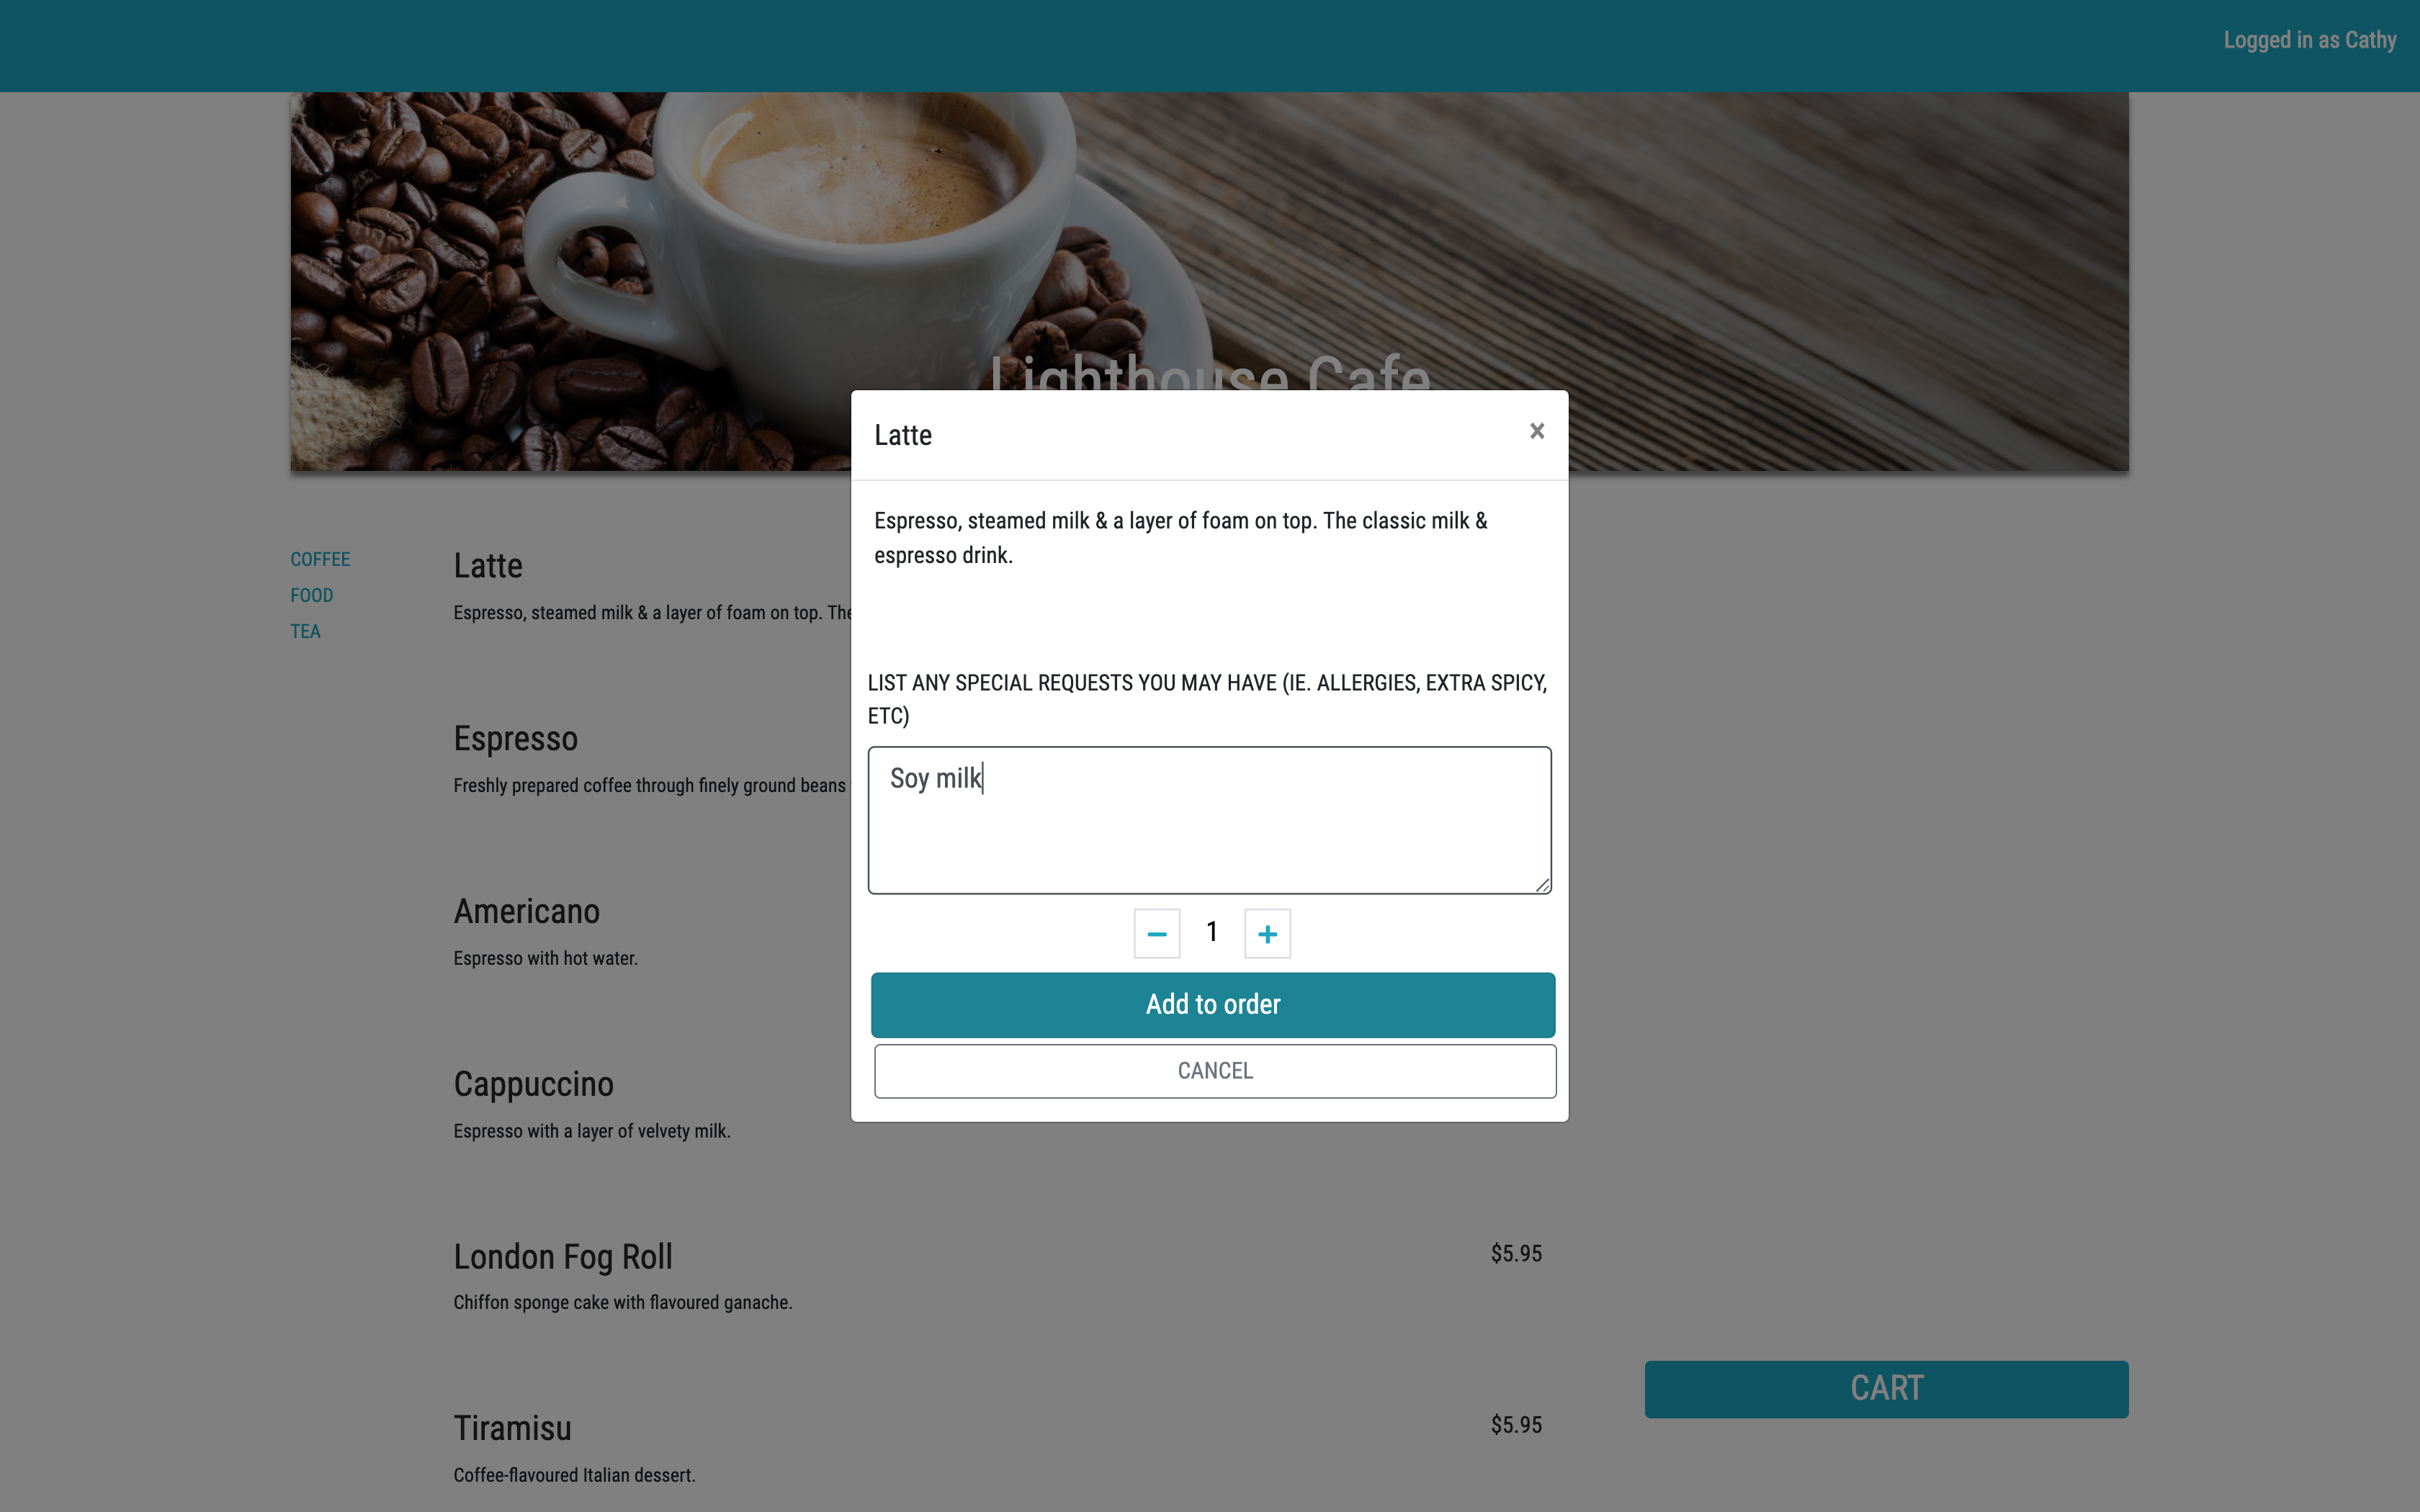 Logged in as Cathy
Lighthouse Cafe
Latte
×
Espresso, steamed milk & a layer of foam on top. The classic milk &
espresso drink.
LIST ANY SPECIAL REQUESTS YOU MAY HAVE (IE. ALLERGIES, EXTRA SPICY,
ETC)
Soy milk
1
Add to order
CANCEL
COFFEE
FOOD
TEA
Latte
Espresso, steamed milk & a layer of foam on top. The
Espresso
Freshly prepared coffee through finely ground beans
Americano
Espresso with hot water.
Cappuccino
Espresso with a layer of velvety milk.
London Fog Roll
$5.95
Chiffon sponge cake with flavoured ganache.
Tiramisu
$5.95
Coffee-flavoured Italian dessert.
CART